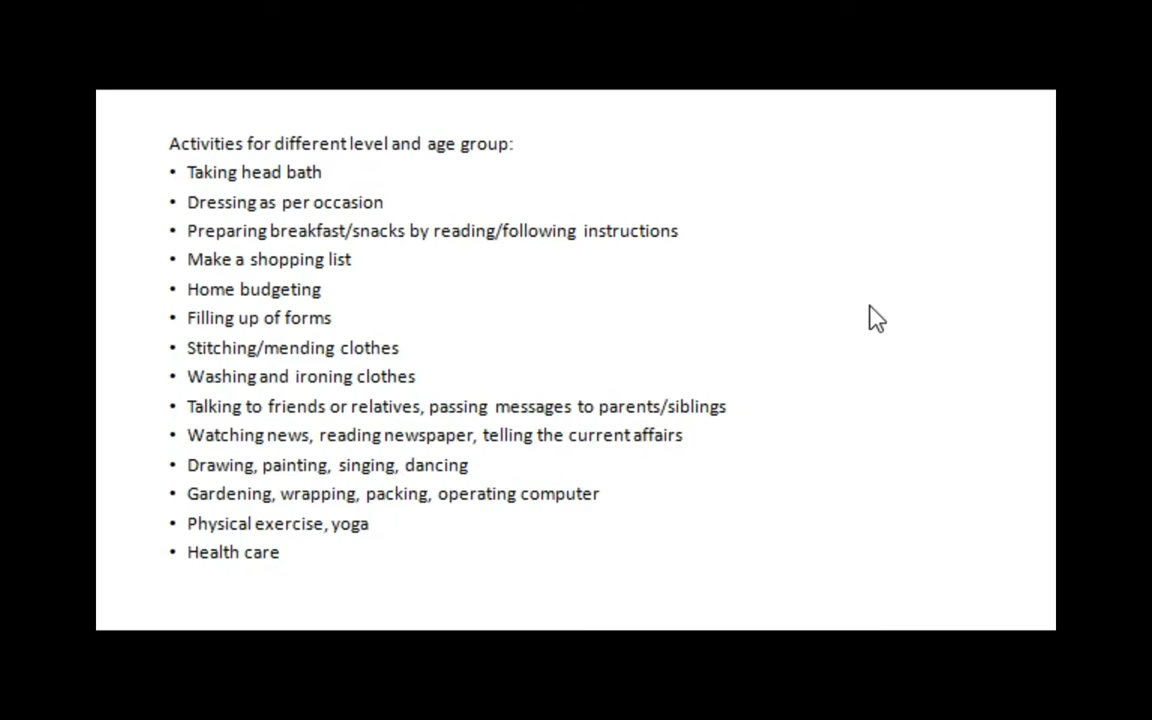 Activities for different level and age group:
• Taking head bath
• Dressing as per occasion
• Preparing breakfast/snacks by reading/following instructions
• Make a shopping list
• Home budgeting
• Filling up of forms
• Stitching/mending clothes
• Washing and ironing clothes
• Talking to friends or relatives, passing messages to parents/siblings
• Watching news, reading newspaper, telling the current affairs
• Drawing, painting, singing, dancing
• Gardening, wrapping, packing, operating computer
• Physical exercise, yoga
• Health care